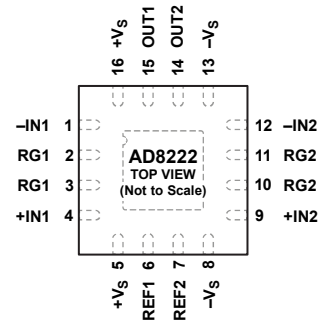 +VS
OUT1
OUT2
–VS
16 15 14 13
–IN1 1
RG1 2
RG1 3
+IN1 4
AD8222
TOP VIEW
(Not to Scale)
12 –IN2
11 RG2
10 RG2
9 +IN2
5 6 7 8
+VS
REF1
REF2
–VS